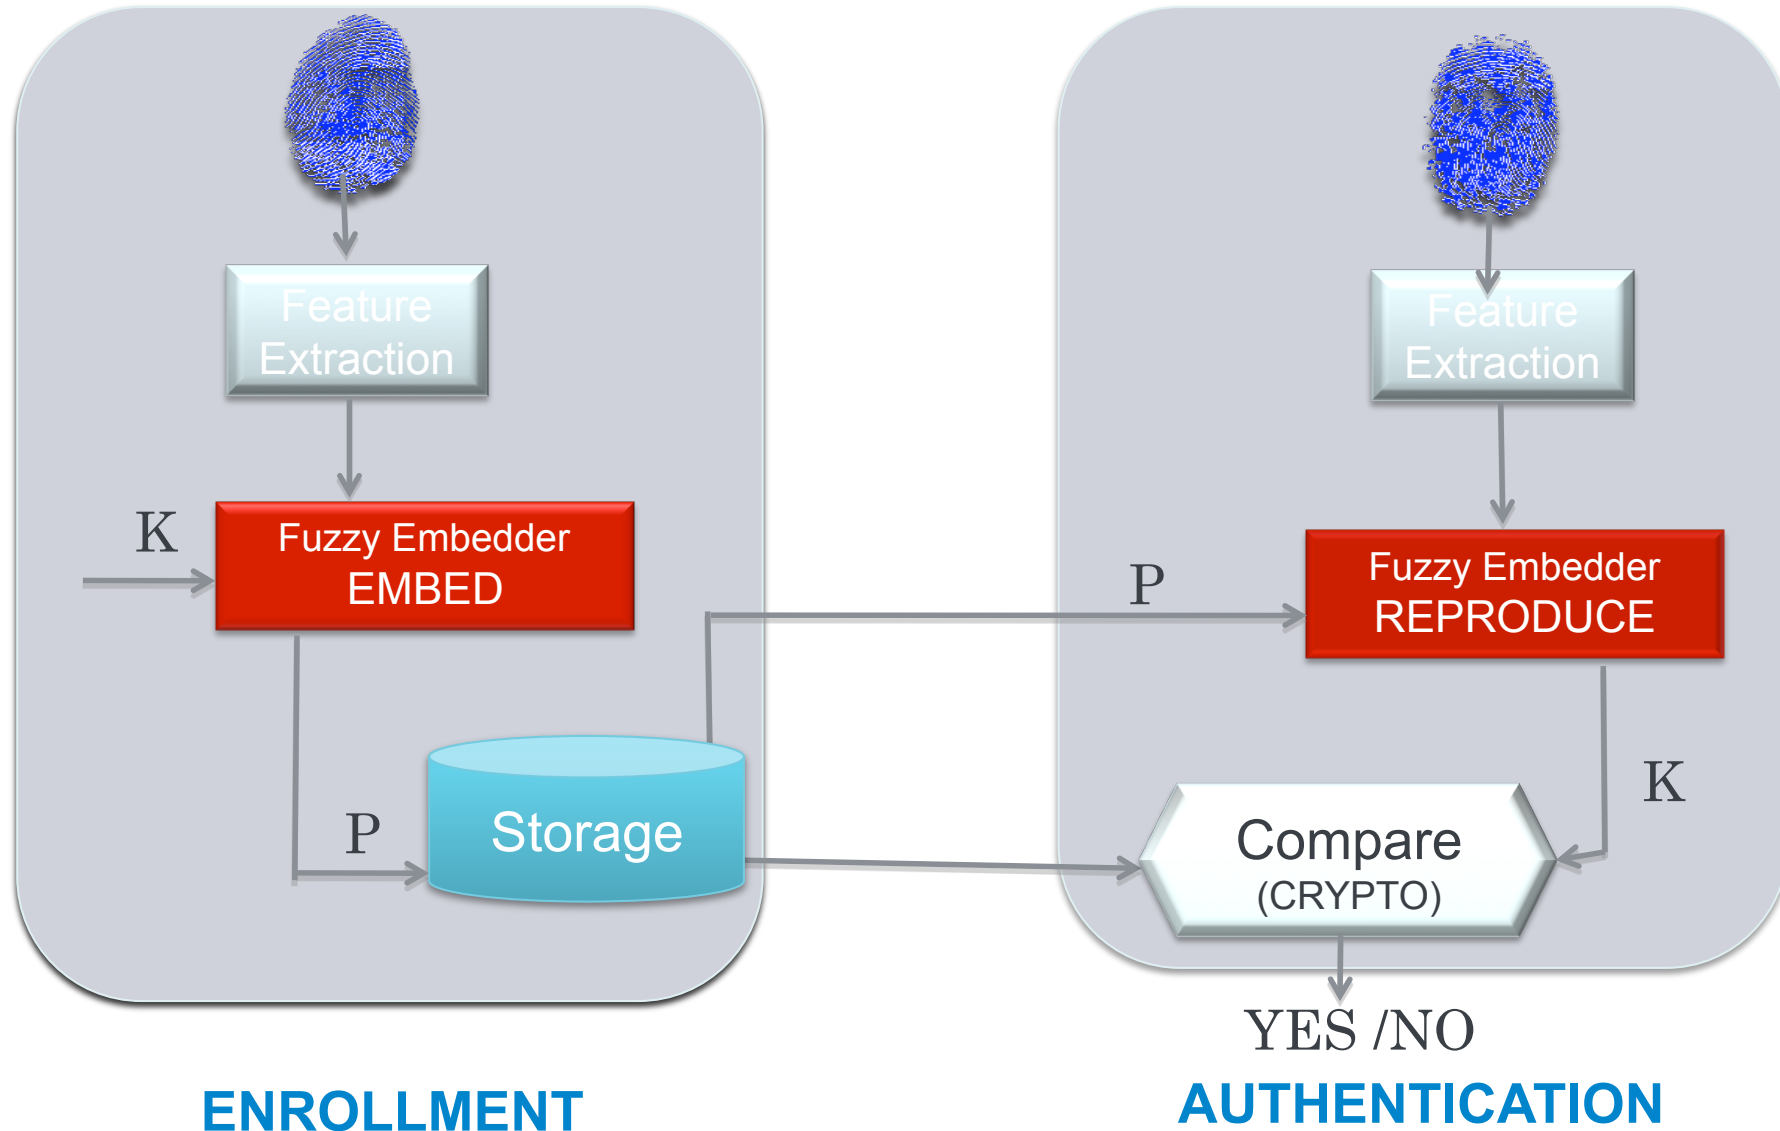 Feature
Extraction
K
Fuzzy Embedder
EMBED
P
Storage
ENROLLMENT
Feature
Extraction
P
Fuzzy Embedder
REPRODUCE
K
Compare
(CRYPTO)
YES /NO
AUTHENTICATION